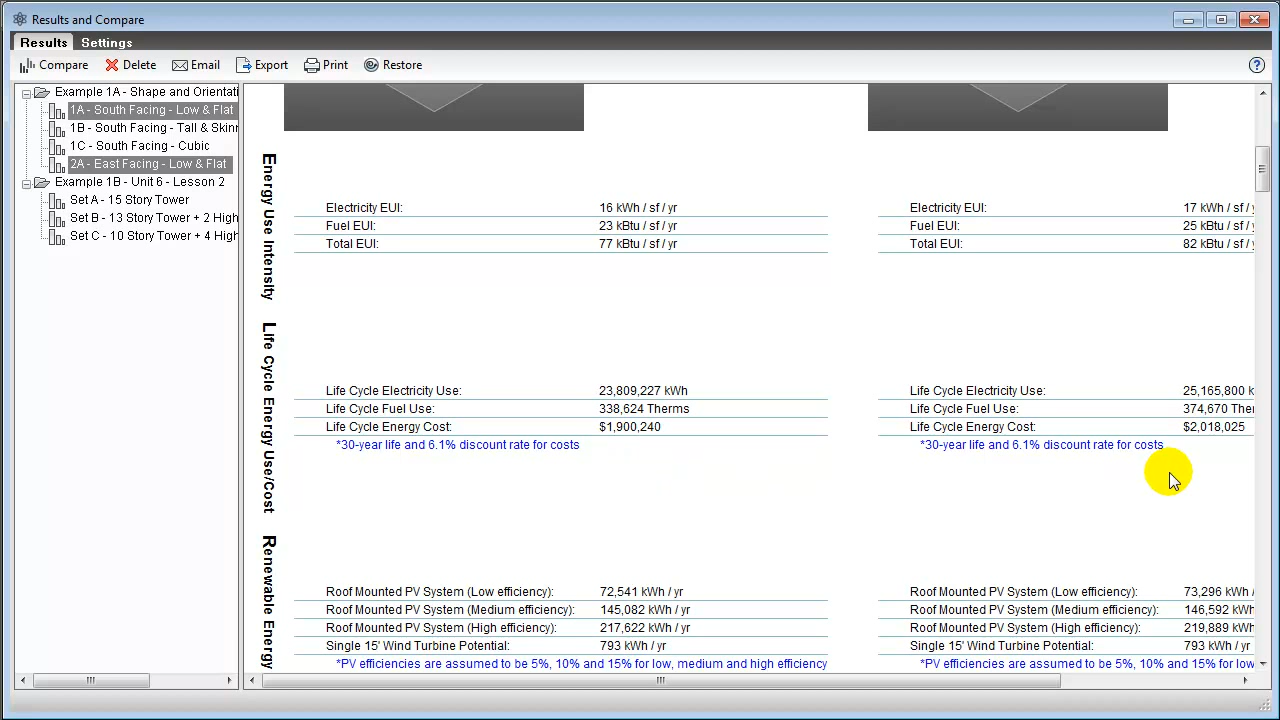 Results and Compare
Results Settings
Compare Delete Email Export Print Restore
Example 1A - Shape and Orientati
1A - South Facing - Low & Flat
1B - South Facing - Tall & Skinn
1C - South Facing - Cubic
2A - East Facing - Low & Flat
Example 1B - Unit 6 - Lesson 2
Set A - 15 Story Tower
Set B - 13 Story Tower + 2 High
Set C - 10 Story Tower + 4 High
Energy Use Intensity
Electricity EUI: 16 kWh / sf / yr
Fuel EUI: 23 kBtu / sf / yr
Total EUI: 77 kBtu / sf / yr
Electricity EUI: 17 kWh / sf / y
Fuel EUI: 25 kBtu / sf / y
Total EUI: 82 kBtu / sf / y
Life Cycle Energy Use/Cost
Life Cycle Electricity Use: 23,809,227 kWh
Life Cycle Fuel Use: 338,624 Therms
Life Cycle Energy Cost: $1,900,240
*30-year life and 6.1% discount rate for costs
Life Cycle Electricity Use: 25,165,800 k
Life Cycle Fuel Use: 374,670 Ther
Life Cycle Energy Cost: $2,018,025
*30-year life and 6.1% discount rate for costs
Renewable Energy
Roof Mounted PV System (Low efficiency): 72,541 kWh / yr
Roof Mounted PV System (Medium efficiency): 145,082 kWh / yr
Roof Mounted PV System (High efficiency): 217,622 kWh / yr
Single 15' Wind Turbine Potential: 793 kWh / yr
*PV efficiencies are assumed to be 5%, 10% and 15% for low, medium and high efficiency
Roof Mounted PV System (Low efficiency): 73,296 kWh /
Roof Mounted PV System (Medium efficiency): 146,592 kWh
Roof Mounted PV System (High efficiency): 219,889 kWh
Single 15' Wind Turbine Potential: 793 kWh / yr
*PV efficiencies are assumed to be 5%, 10% and 15% for low